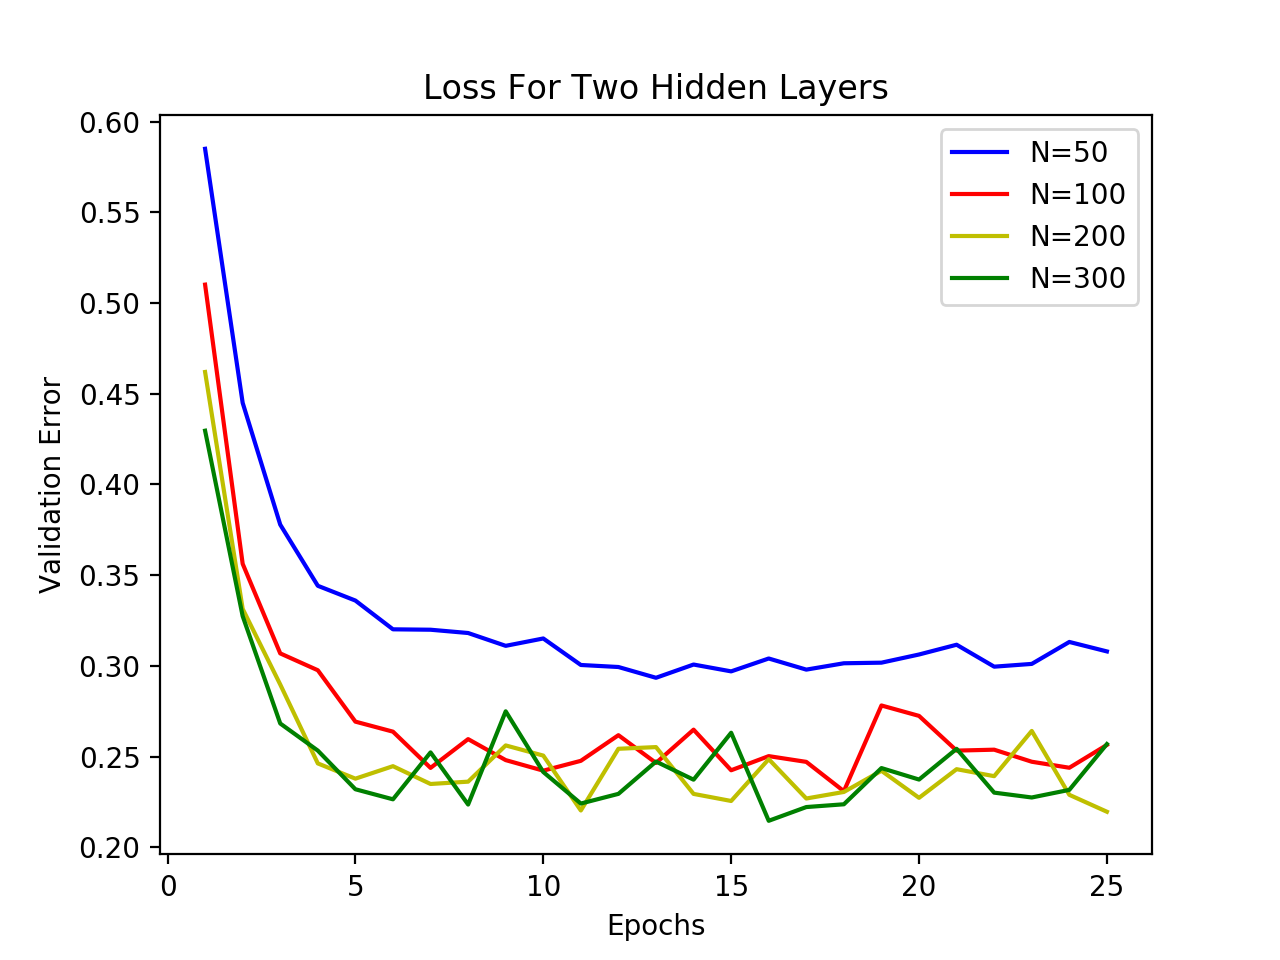 Loss For Two Hidden Layers
0.60
0.55
0.50
0.45
0.40
0.35
0.30
0.25
0.20
Validation Error
N=50
N=100
N=200
N=300
0 5 10 15 20 25
Epochs